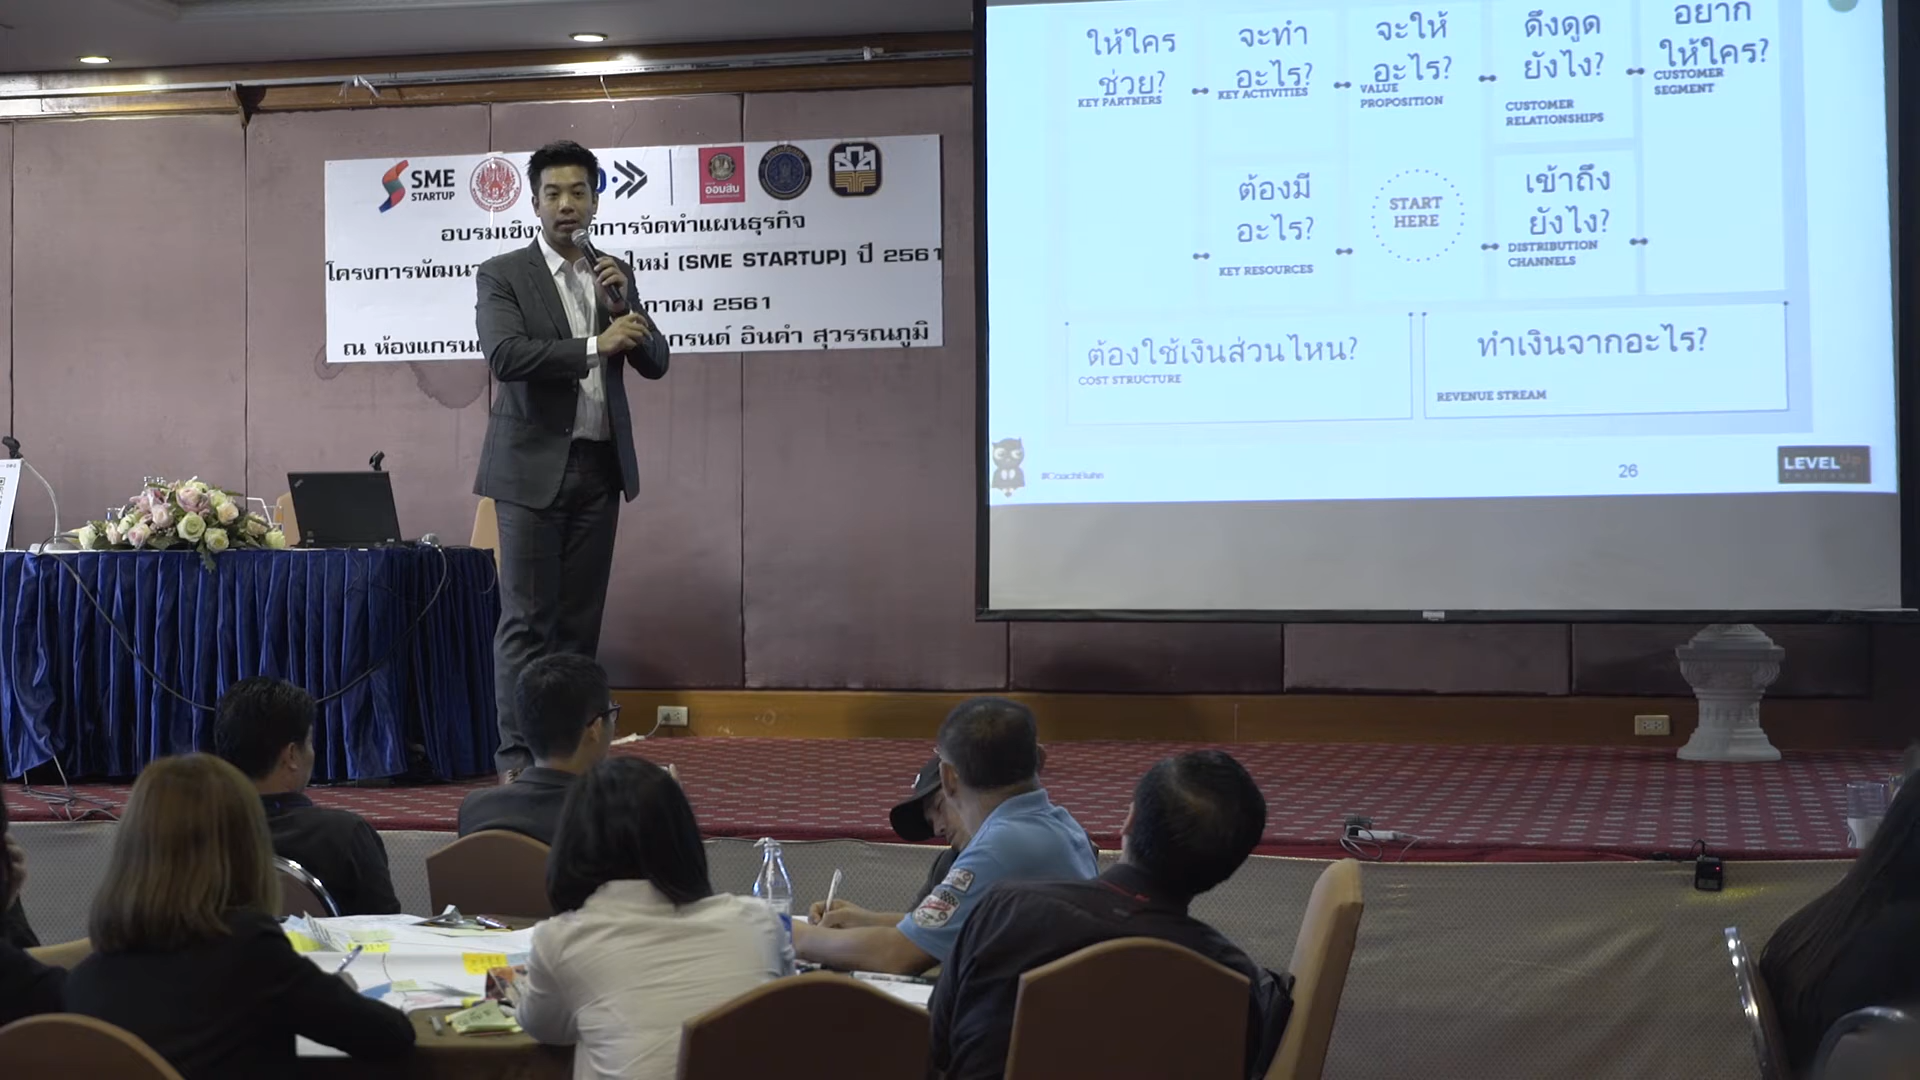 SME
STARTUP
ออมสิน
อบรมเชิง
การจัดทำแผนธุรกิจ
โครงการพัฒนา
ใหม่ (SME STARTUP) ปี 2561
2561
ณ ห้องแกรนด์
แกรนด์ อินคำ สุวรรณภูมิ
ให้ใคร
ช่วย?
KEY PARTNERS
จะทำ
อะไร?
KEY ACTIVITIES
จะให้
อะไร?
VALUE
PROPOSITION
ดึงดูด
ยังไง?
CUSTOMER
RELATIONSHIPS
อยาก
ให้ใคร?
CUSTOMER
SEGMENT
ต้องมี
อะไร?
KEY RESOURCES
START
HERE
เข้าถึง
ยังไง?
DISTRIBUTION
CHANNELS
ต้องใช้เงินส่วนไหน?
COST STRUCTURE
ทำเงินจากอะไร?
REVENUE STREAM
26
LEVEL Up